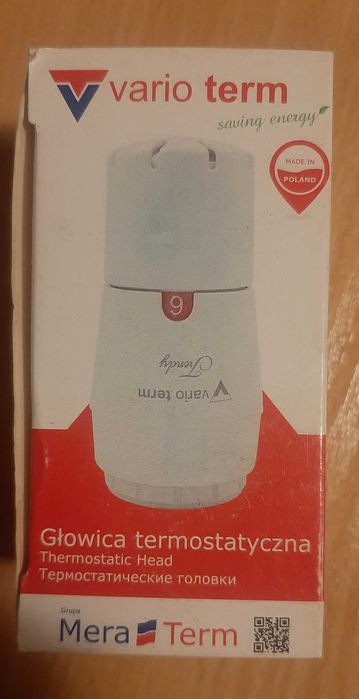 vario term
saving energy
MADE IN
POLAND
6
Trendy
vario term
Głowica termostatyczna
Thermostatic Head
Термостатические головки
Grupa
Mera Term